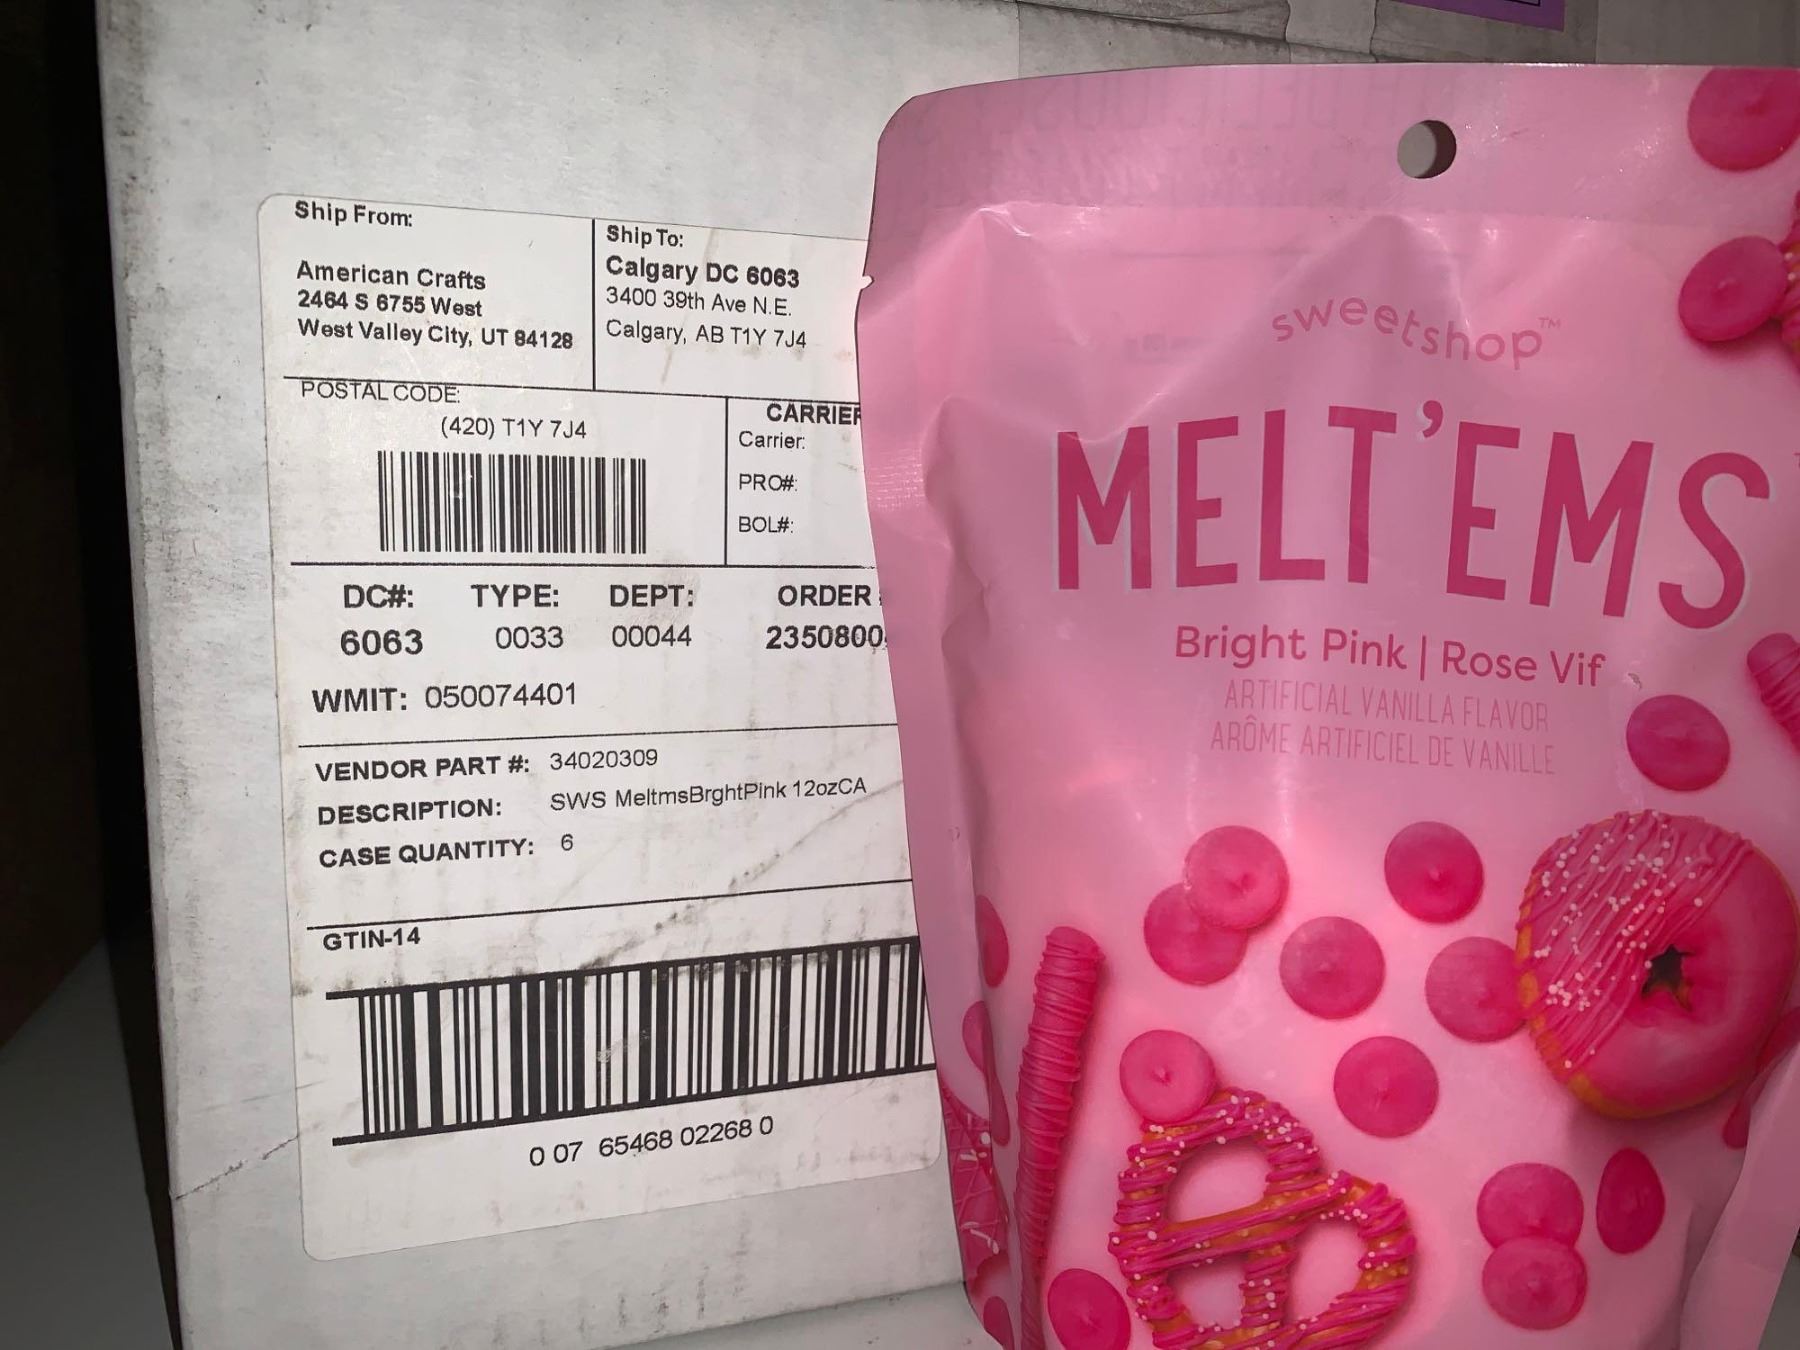 Ship From:
American Crafts
2464 S 6755 West
West Valley City, UT 84128
Ship To:
Calgary DC 6063
3400 39th Ave N.E.
Calgary, AB T1Y 7J4
POSTAL CODE:
(420) T1Y 7J4
CARRIER
Carrier:
PRO#:
BOL#:
DC#: TYPE: DEPT: ORDER
6063 0033 00044 2350800
WMIT: 050074401
VENDOR PART #: 34020309
DESCRIPTION: SWS MeltmsBrghtPink 12ozCA
CASE QUANTITY: 6
GTIN-14
0 07 65468 02268 0
sweetshop™
MELT'EMS
Bright Pink | Rose Vif
ARTIFICIAL VANILLA FLAVOR
ARÔME ARTIFICIEL DE VANILLE